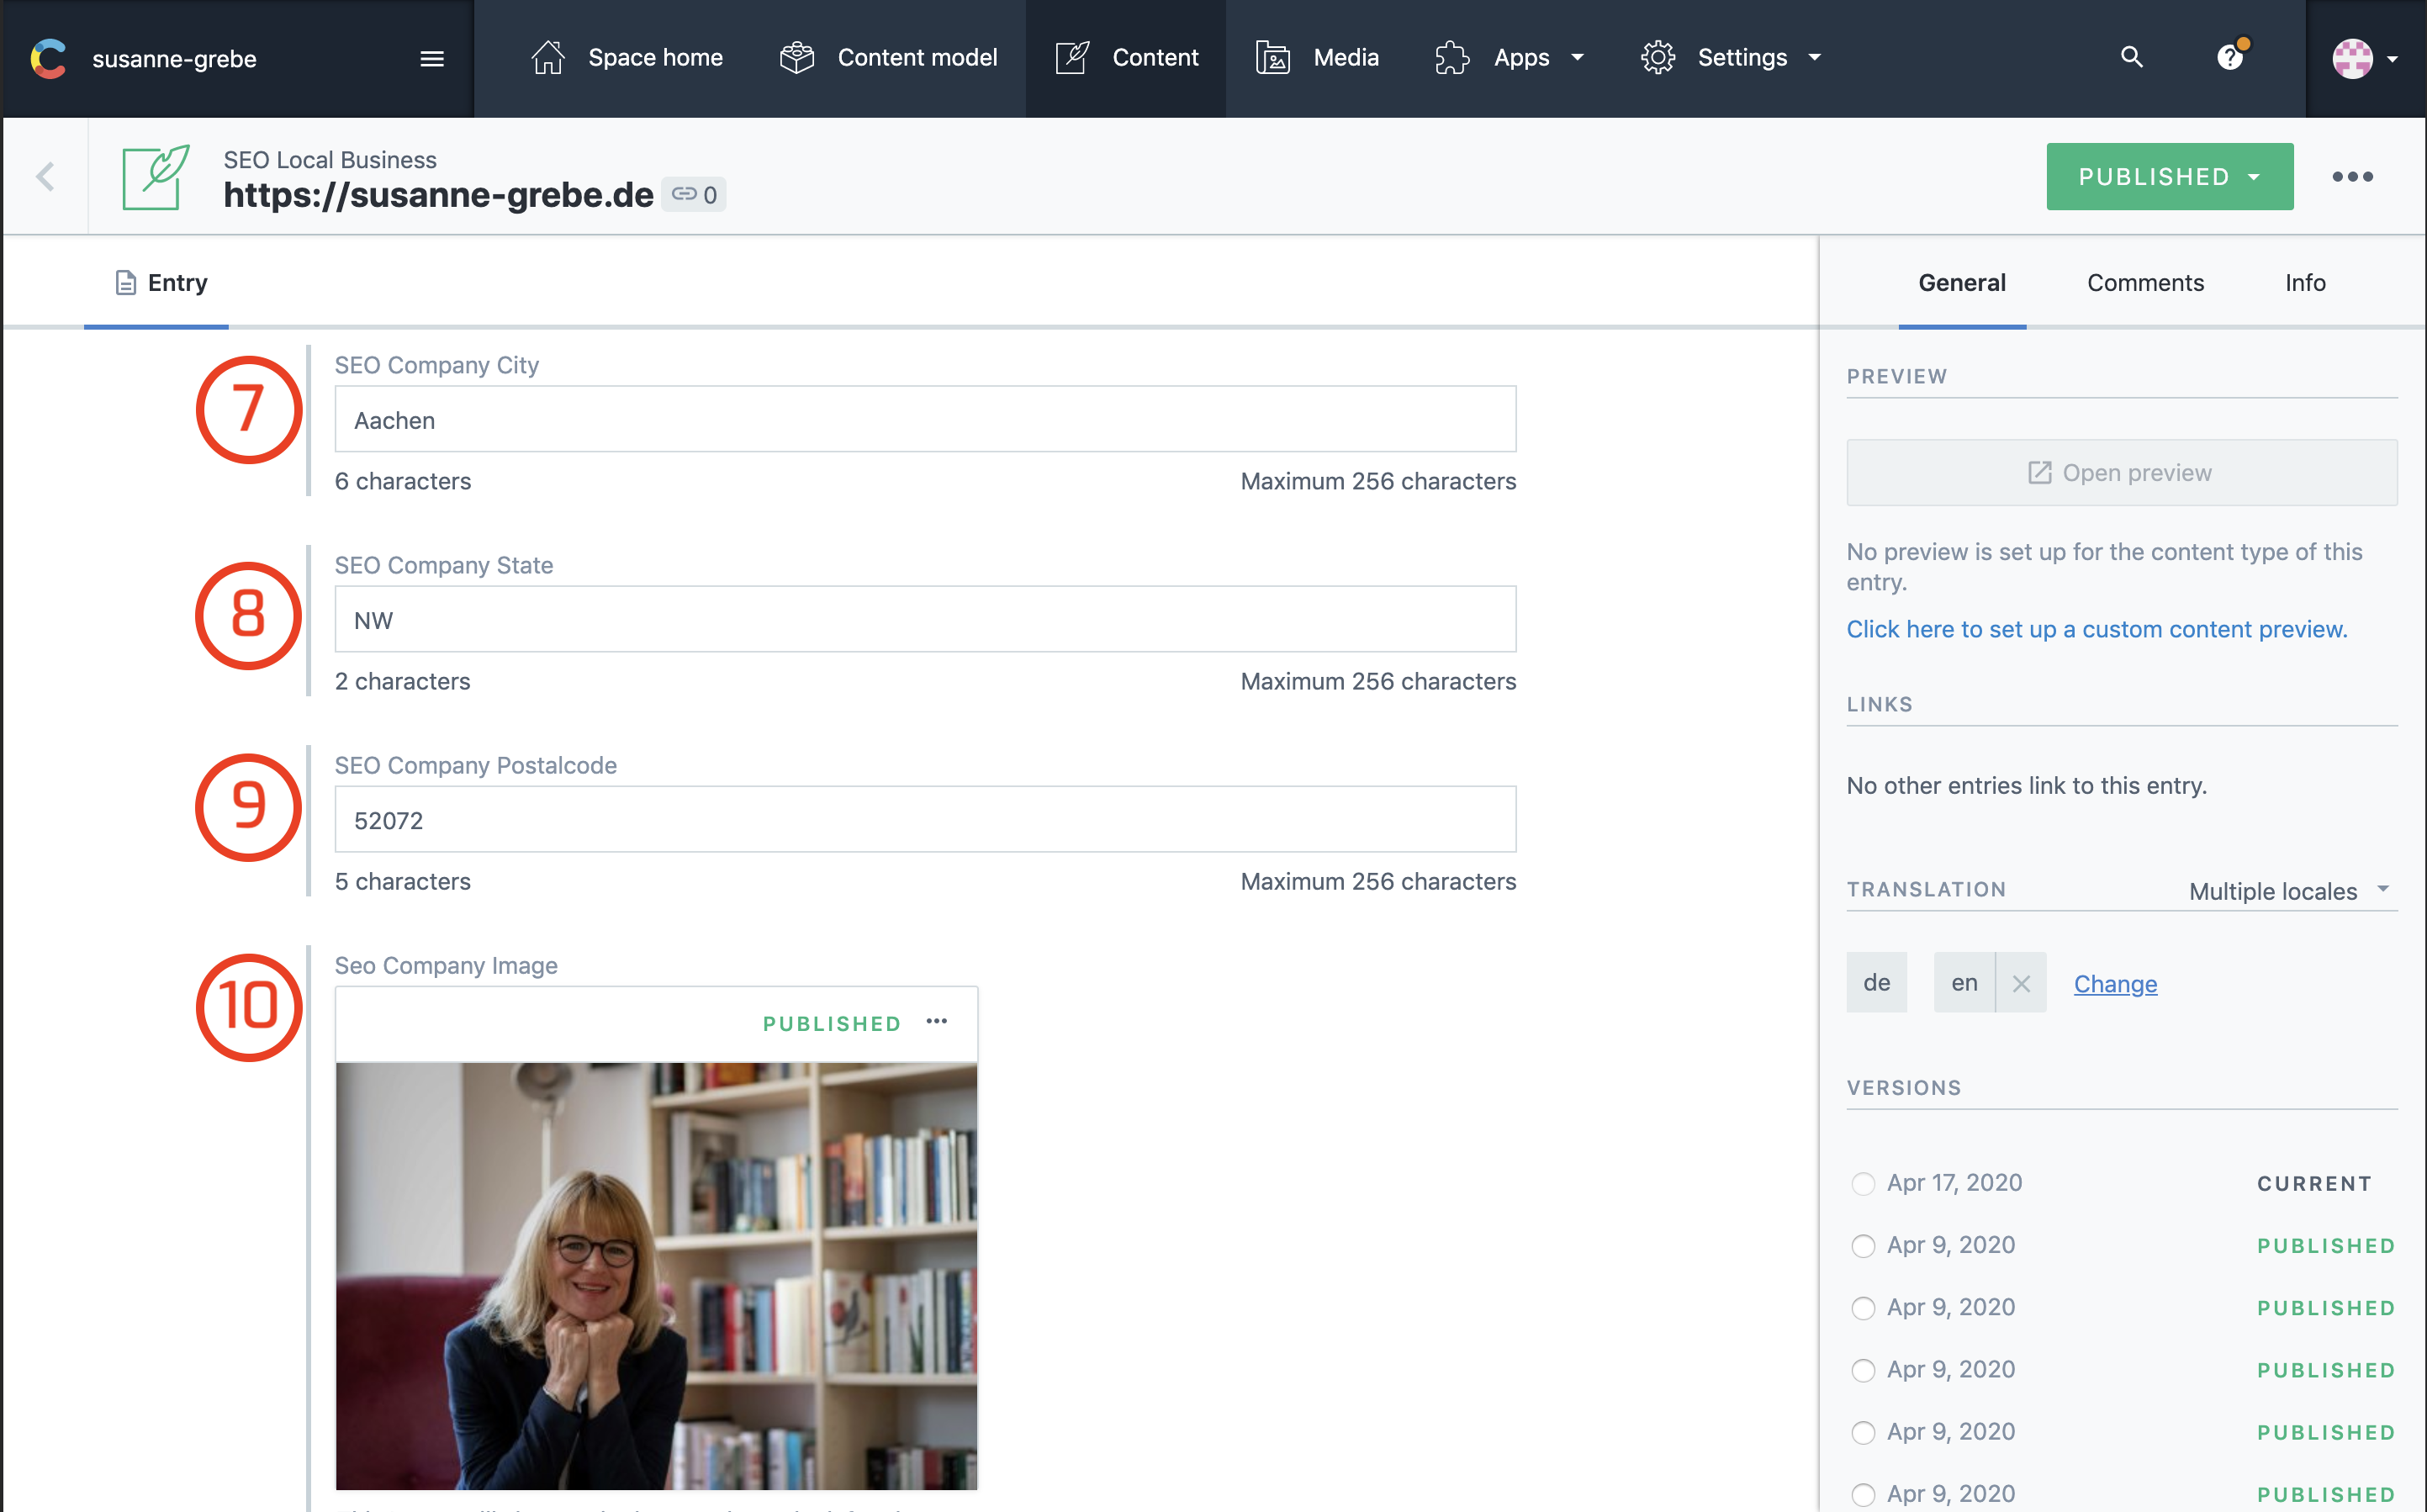 susanne-grebe
Space home
Content model
Content
Media
Apps
Settings
SEO Local Business
https://susanne-grebe.de 0
PUBLISHED
Entry
General
Comments
Info
7
SEO Company City
Aachen
6 characters
Maximum 256 characters
8
SEO Company State
NW
2 characters
Maximum 256 characters
9
SEO Company Postalcode
52072
5 characters
Maximum 256 characters
10
Seo Company Image
PUBLISHED
PREVIEW
Open preview
No preview is set up for the content type of this
entry.
Click here to set up a custom content preview.
LINKS
No other entries link to this entry.
TRANSLATION
Multiple locales
de
en
Change
VERSIONS
Apr 17, 2020 CURRENT
Apr 9, 2020 PUBLISHED
Apr 9, 2020 PUBLISHED
Apr 9, 2020 PUBLISHED
Apr 9, 2020 PUBLISHED
Apr 9, 2020 PUBLISHED